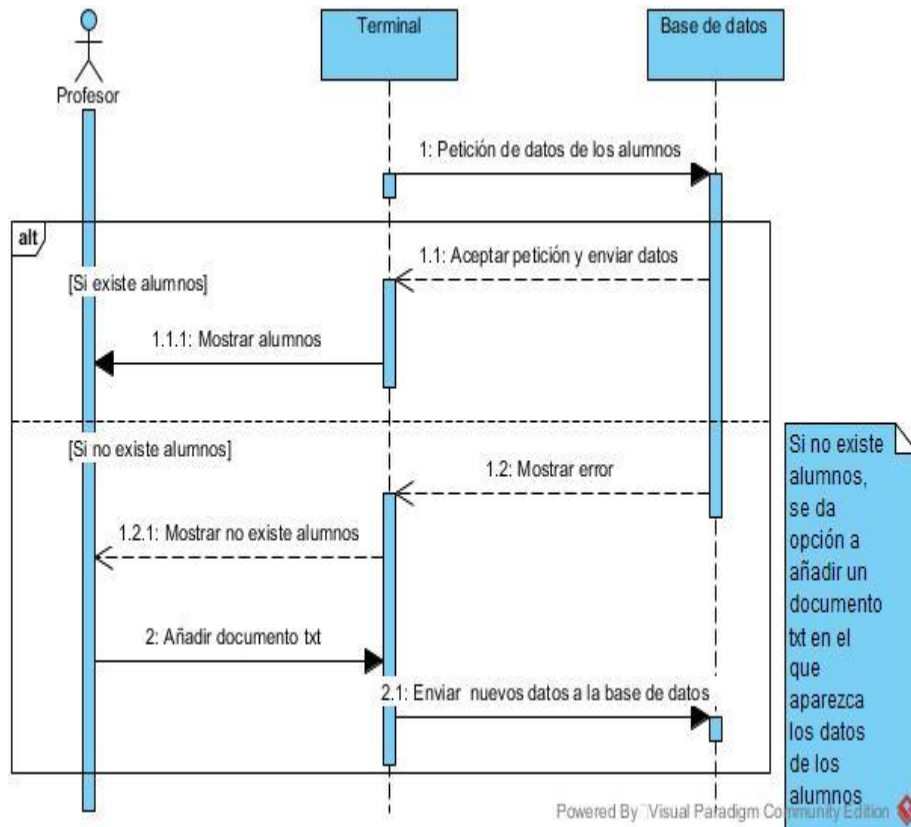 Terminal
Base de datos
Profesor
1: Petición de datos de los alumnos
alt
1.1: Aceptar petición y enviar datos
[Si existe alumnos]
1.1.1: Mostrar alumnos
[Si no existe alumnos]
1.2: Mostrar error
1.2.1: Mostrar no existe alumnos
2: Añadir documento txt
2.1: Enviar nuevos datos a la base de datos
Si no existe
alumnos,
se da
opción a
añadir un
documento
txt en el
que
aparezca
los datos
de los
alumnos
Powered By Visual Paradigm Community Edition